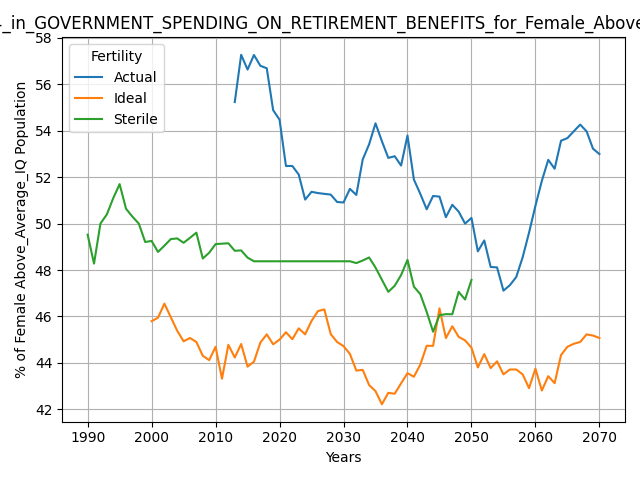 _in_GOVERNMENT_SPENDING_ON_RETIREMENT_BENEFITS_for_Female_Above
Fertility
Actual
Ideal
Sterile
% of Female Above_Average_IQ Population
58
56
54
52
50
48
46
44
42
1990 2000 2010 2020 2030 2040 2050 2060 2070
Years